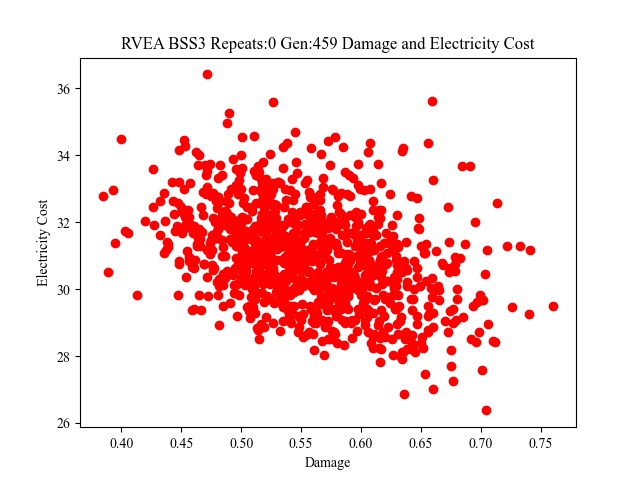 RVEA BSS3 Repeats:0 Gen:459 Damage and Electricity Cost
36
34
32
30
28
26
Electricity Cost
0.40 0.45 0.50 0.55 0.60 0.65 0.70 0.75
Damage